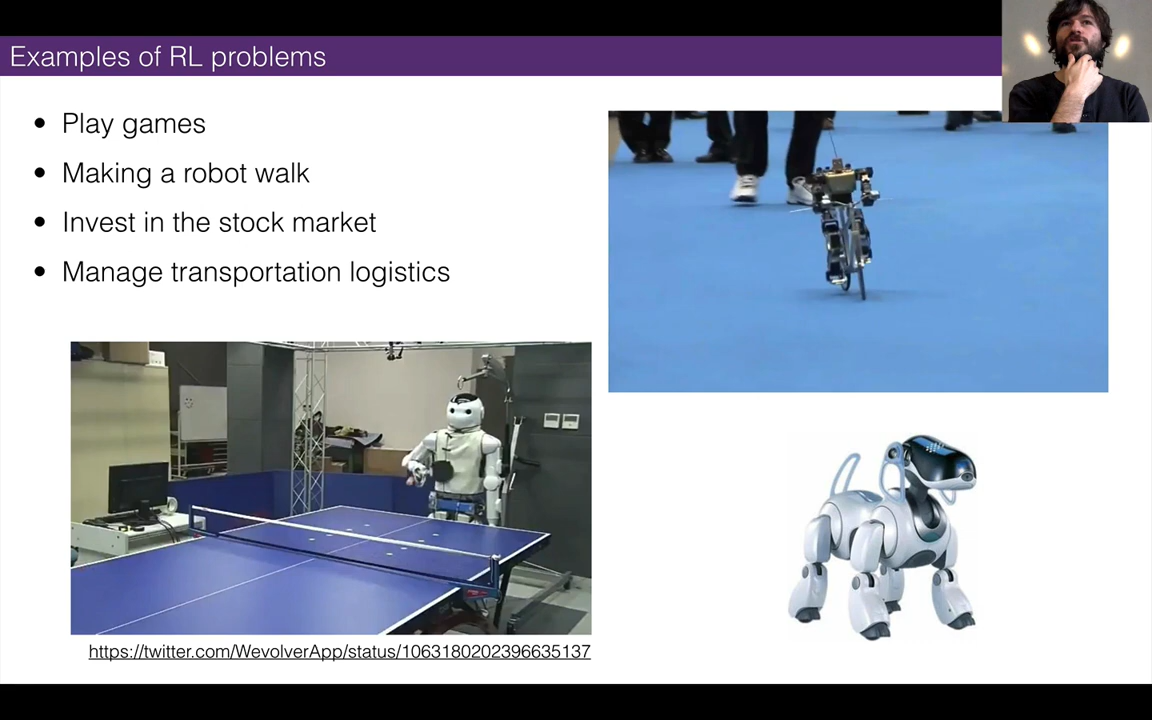 Examples of RL problems
• Play games
• Making a robot walk
• Invest in the stock market
• Manage transportation logistics
https://twitter.com/WevolverApp/status/1063180202396635137